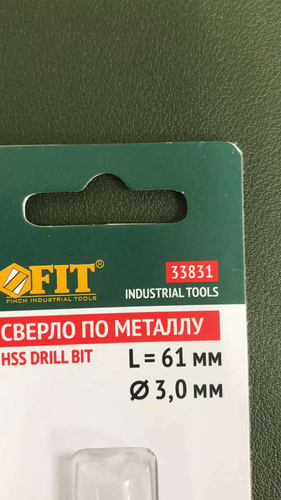 FIT®
FINCH INDUSTRIAL TOOLS
33831
INDUSTRIAL TOOLS
СВЕРЛО ПО МЕТАЛЛУ
HSS DRILL BIT
L = 61 мм
Ø 3,0 мм